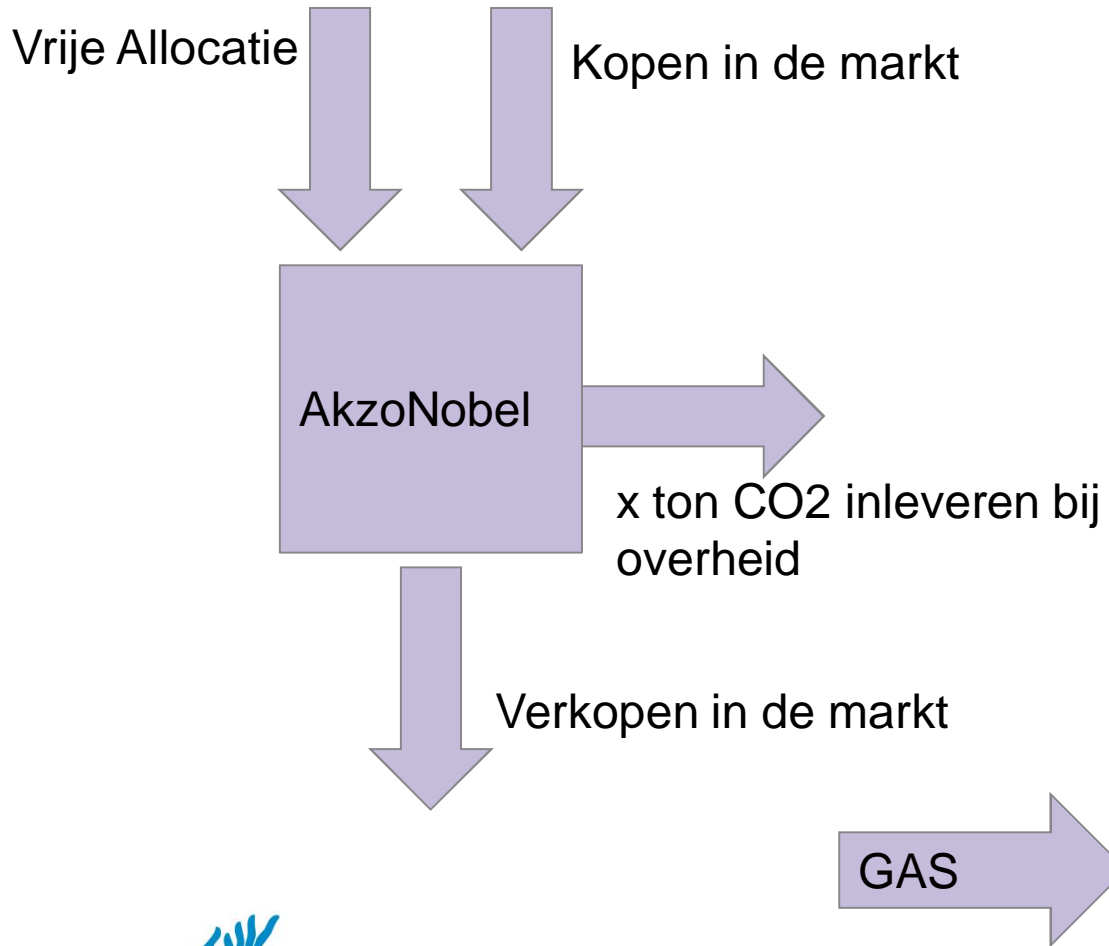 Vrije Allocatie
Kopen in de markt
AkzoNobel
x ton CO2 inleveren bij
overheid
Verkopen in de markt
GAS